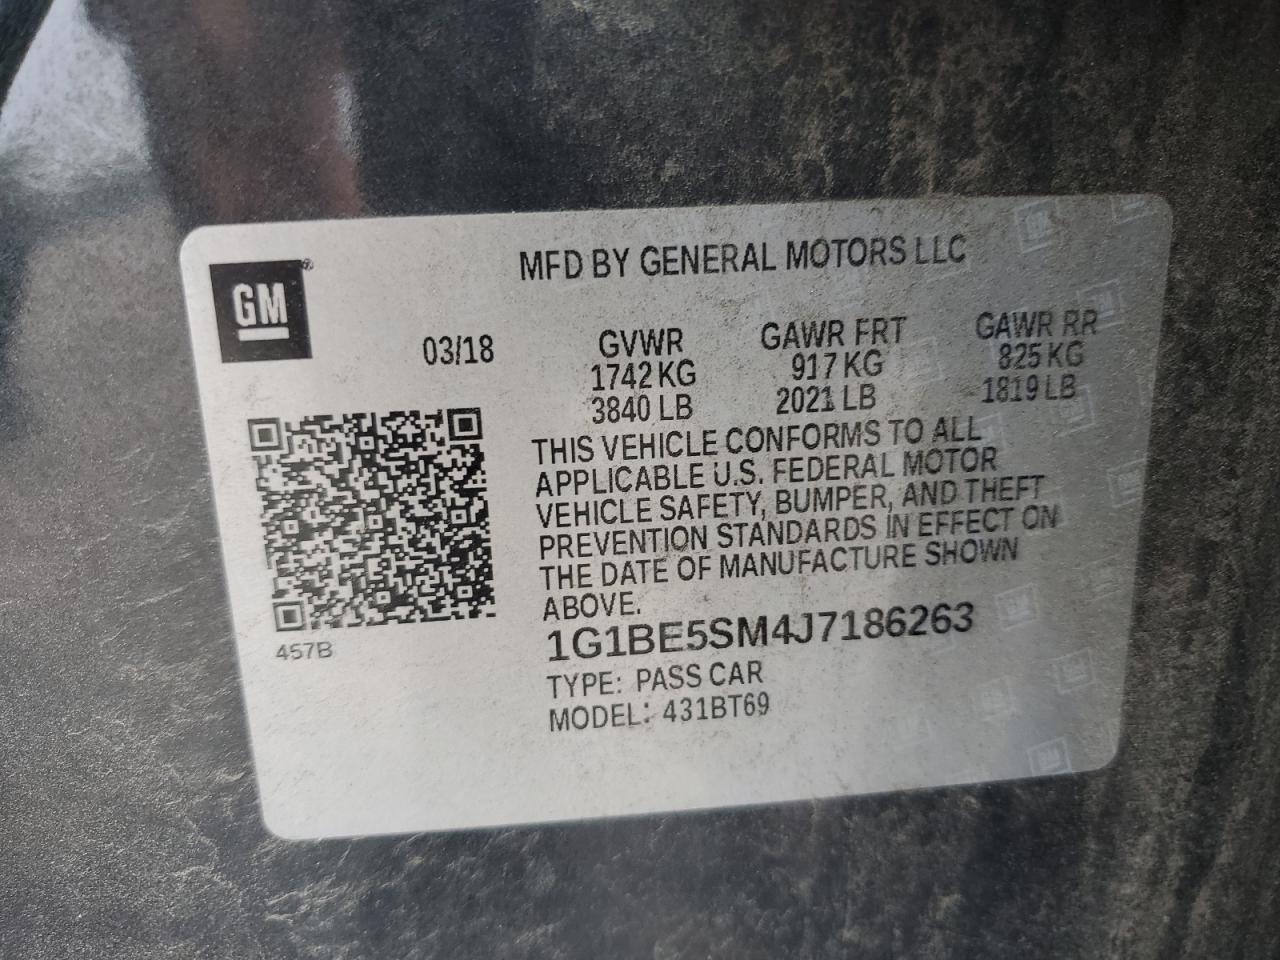 GM®
MFD BY GENERAL MOTORS LLC
03/18
GVWR GAWR FRT GAWR RR
1742 KG 917 KG 825 KG
3840 LB 2021 LB 1819 LB
THIS VEHICLE CONFORMS TO ALL
APPLICABLE U.S. FEDERAL MOTOR
VEHICLE SAFETY, BUMPER, AND THEFT
PREVENTION STANDARDS IN EFFECT ON
THE DATE OF MANUFACTURE SHOWN
ABOVE.
1G1BE5SM4J7186263
TYPE: PASS CAR
MODEL: 431BT69
457B